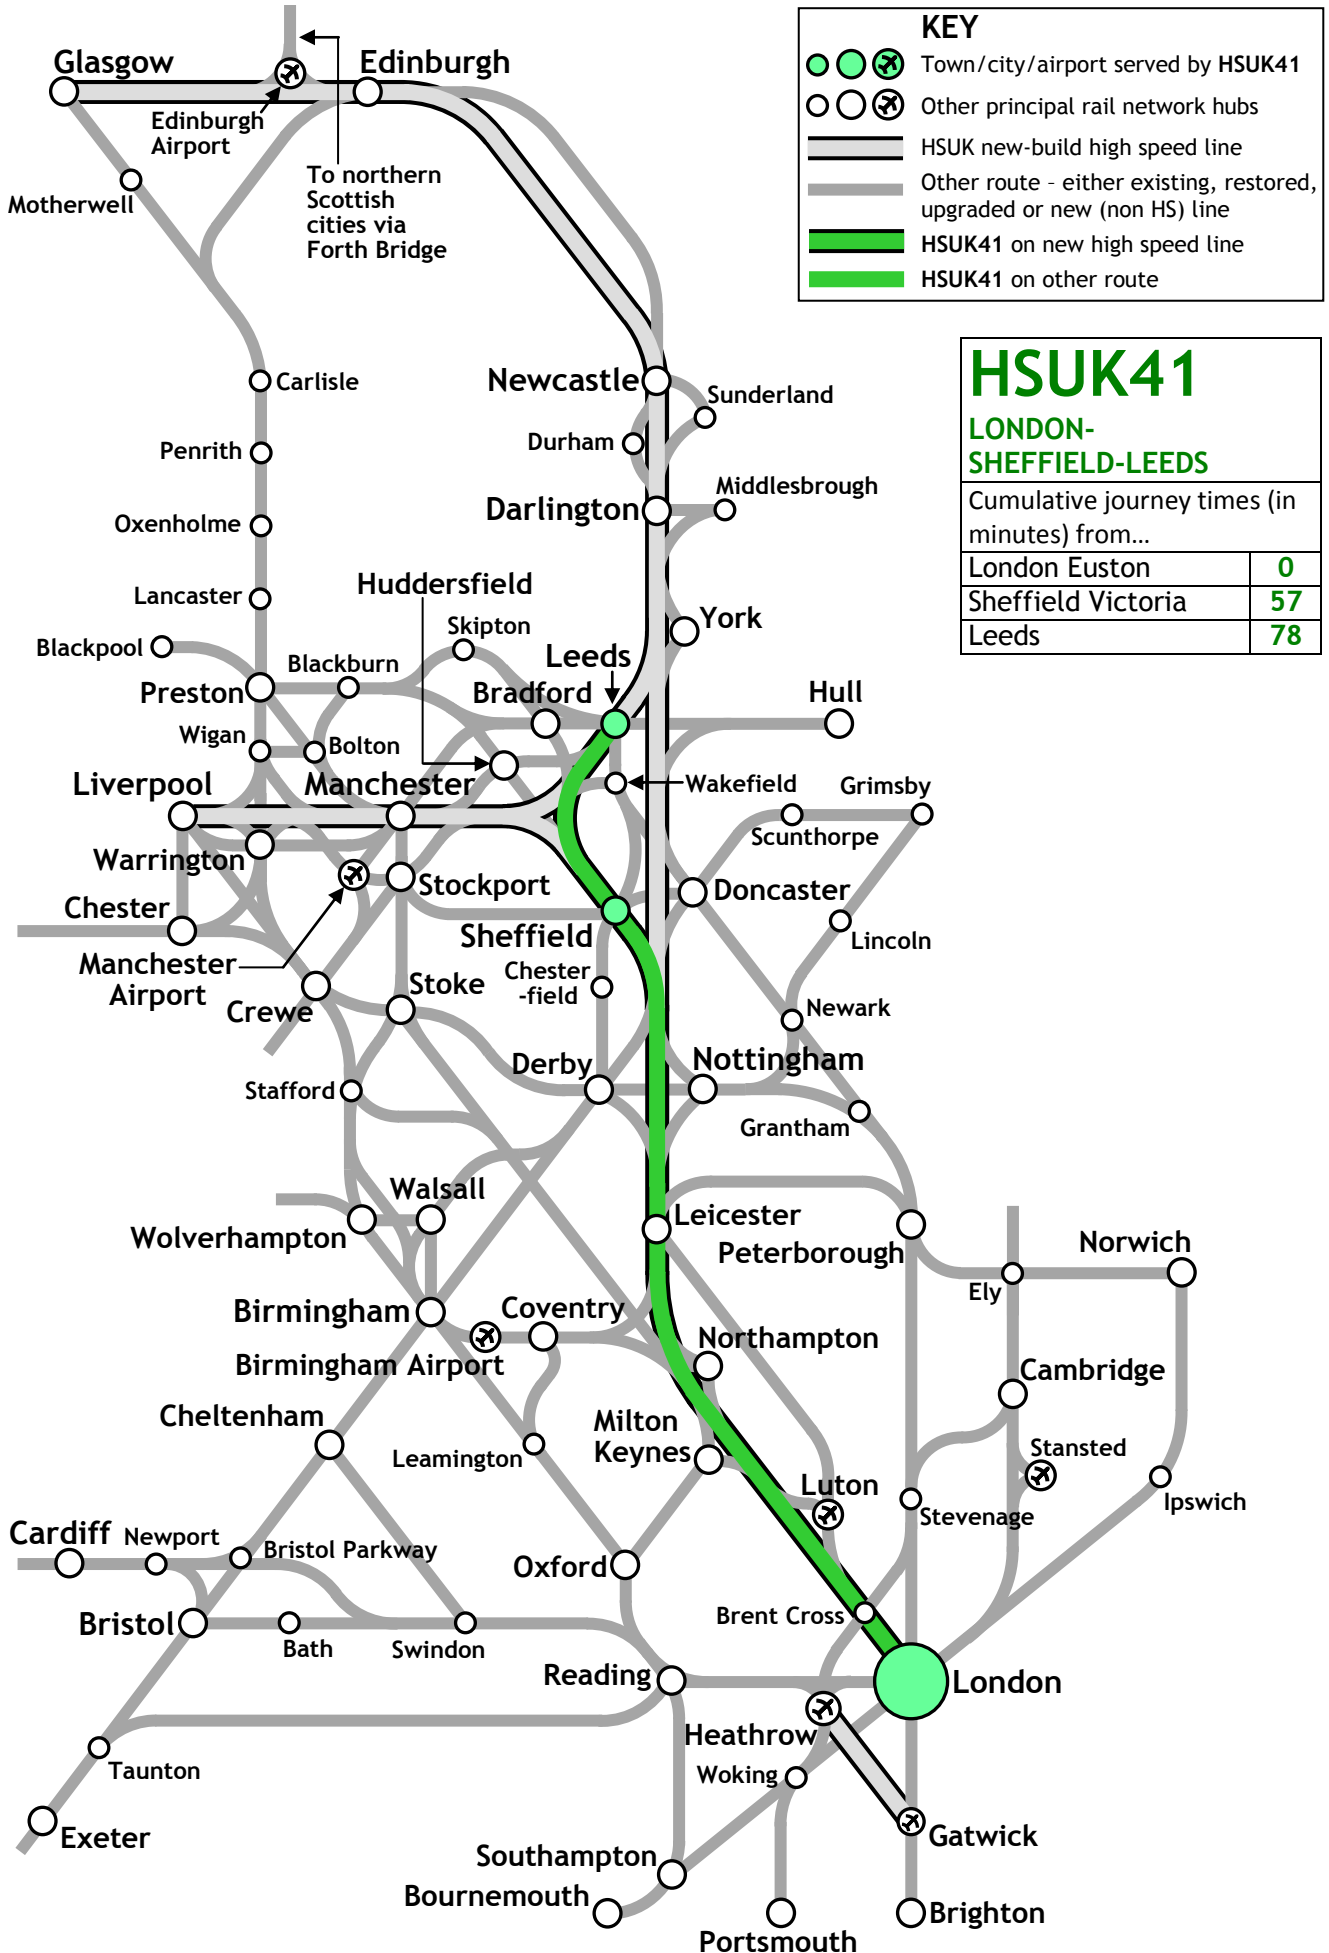 KEY
Town/city/airport served by HSUK41
Other principal rail network hubs
HSUK new-build high speed line
Other route – either existing, restored,
upgraded or new (non HS) line
HSUK41 on new high speed line
HSUK41 on other route
HSUK41
LONDON-
SHEFFIELD-LEEDS
Cumulative journey times (in
minutes) from…
London Euston 0
Sheffield Victoria 57
Leeds 78
Glasgow
Edinburgh
Edinburgh
Airport
To northern
Scottish
cities via
Forth Bridge
Motherwell
Carlisle
Newcastle
Sunderland
Durham
Penrith
Middlesbrough
Darlington
Oxenholme
Huddersfield
Lancaster
Skipton
York
Blackpool
Blackburn
Leeds
Preston
Bradford
Hull
Wigan
Bolton
Liverpool
Manchester
Wakefield
Grimsby
Scunthorpe
Warrington
Stockport
Doncaster
Chester
Sheffield
Lincoln
Manchester
Airport
Chester
-field
Stoke
Crewe
Newark
Nottingham
Derby
Stafford
Grantham
Walsall
Leicester
Wolverhampton
Peterborough
Norwich
Ely
Birmingham
Coventry
Northampton
Birmingham Airport
Cambridge
Cheltenham
Milton
Keynes
Leamington
Stansted
Luton
Ipswich
Stevenage
Cardiff
Newport
Bristol Parkway
Oxford
Bristol
Brent Cross
Bath
Swindon
Reading
London
Heathrow
Taunton
Woking
Exeter
Gatwick
Southampton
Bournemouth
Brighton
Portsmouth